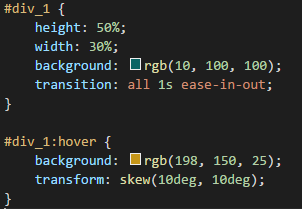 #div_1 {
    height: 50%;
    width: 30%;
    background: rgb(10, 100, 100);
    transition: all 1s ease-in-out;
}

#div_1:hover {
    background: rgb(198, 150, 25);
    transform: skew(10deg, 10deg);
}